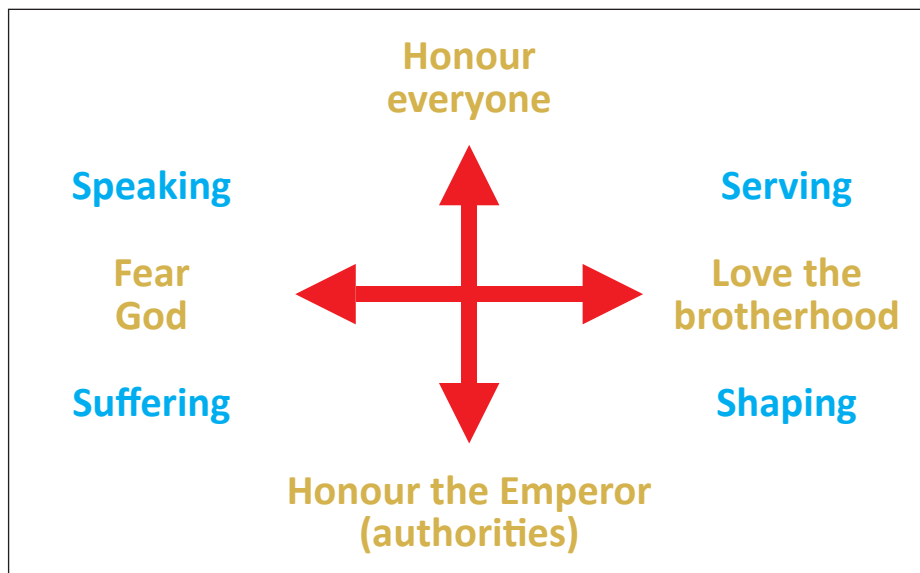 Honour
everyone
Speaking
Serving
Fear
God
Love the
brotherhood
Suffering
Shaping
Honour the Emperor
(authorities)